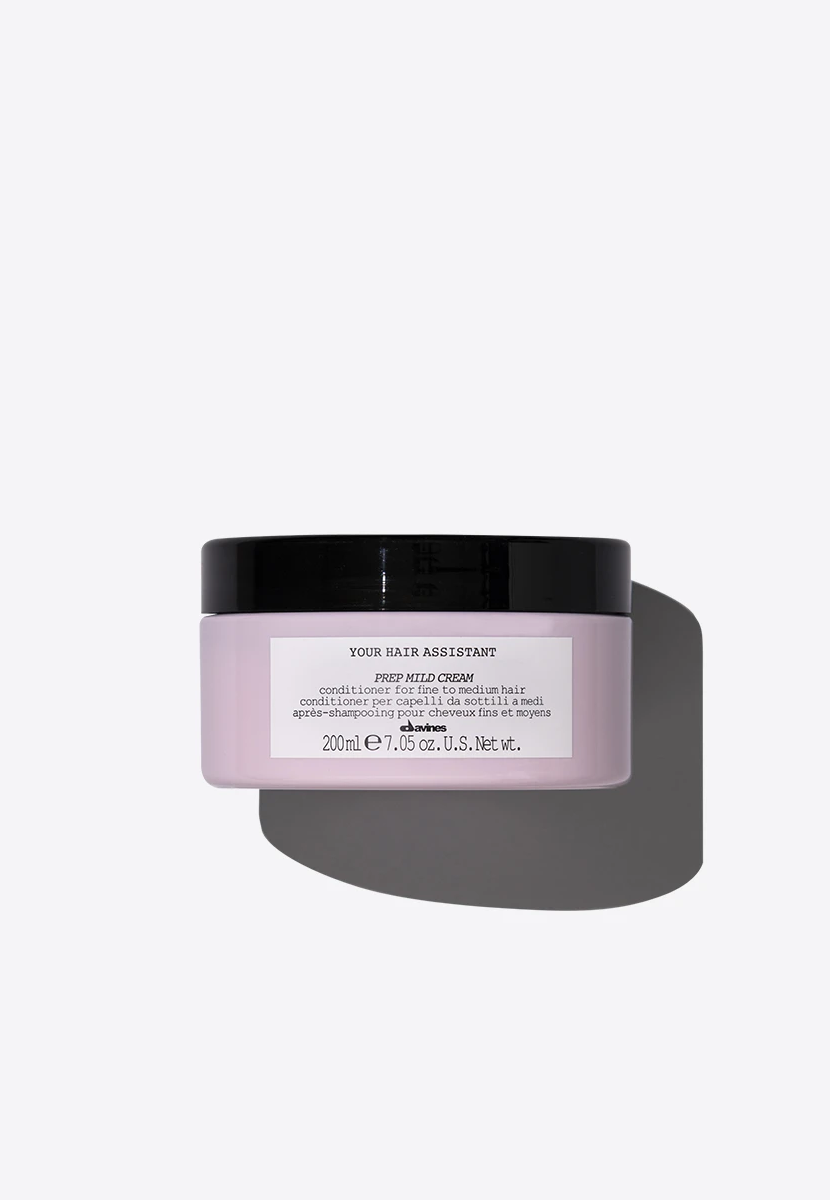 YOUR HAIR ASSISTANT
PREP MILD CREAM
conditioner for fine to medium hair
conditioner per capelli da sottili a medi
après-shampooing pour cheveux fins et moyens
davines
200ml ℮ 7.05 oz. U.S. Net wt.